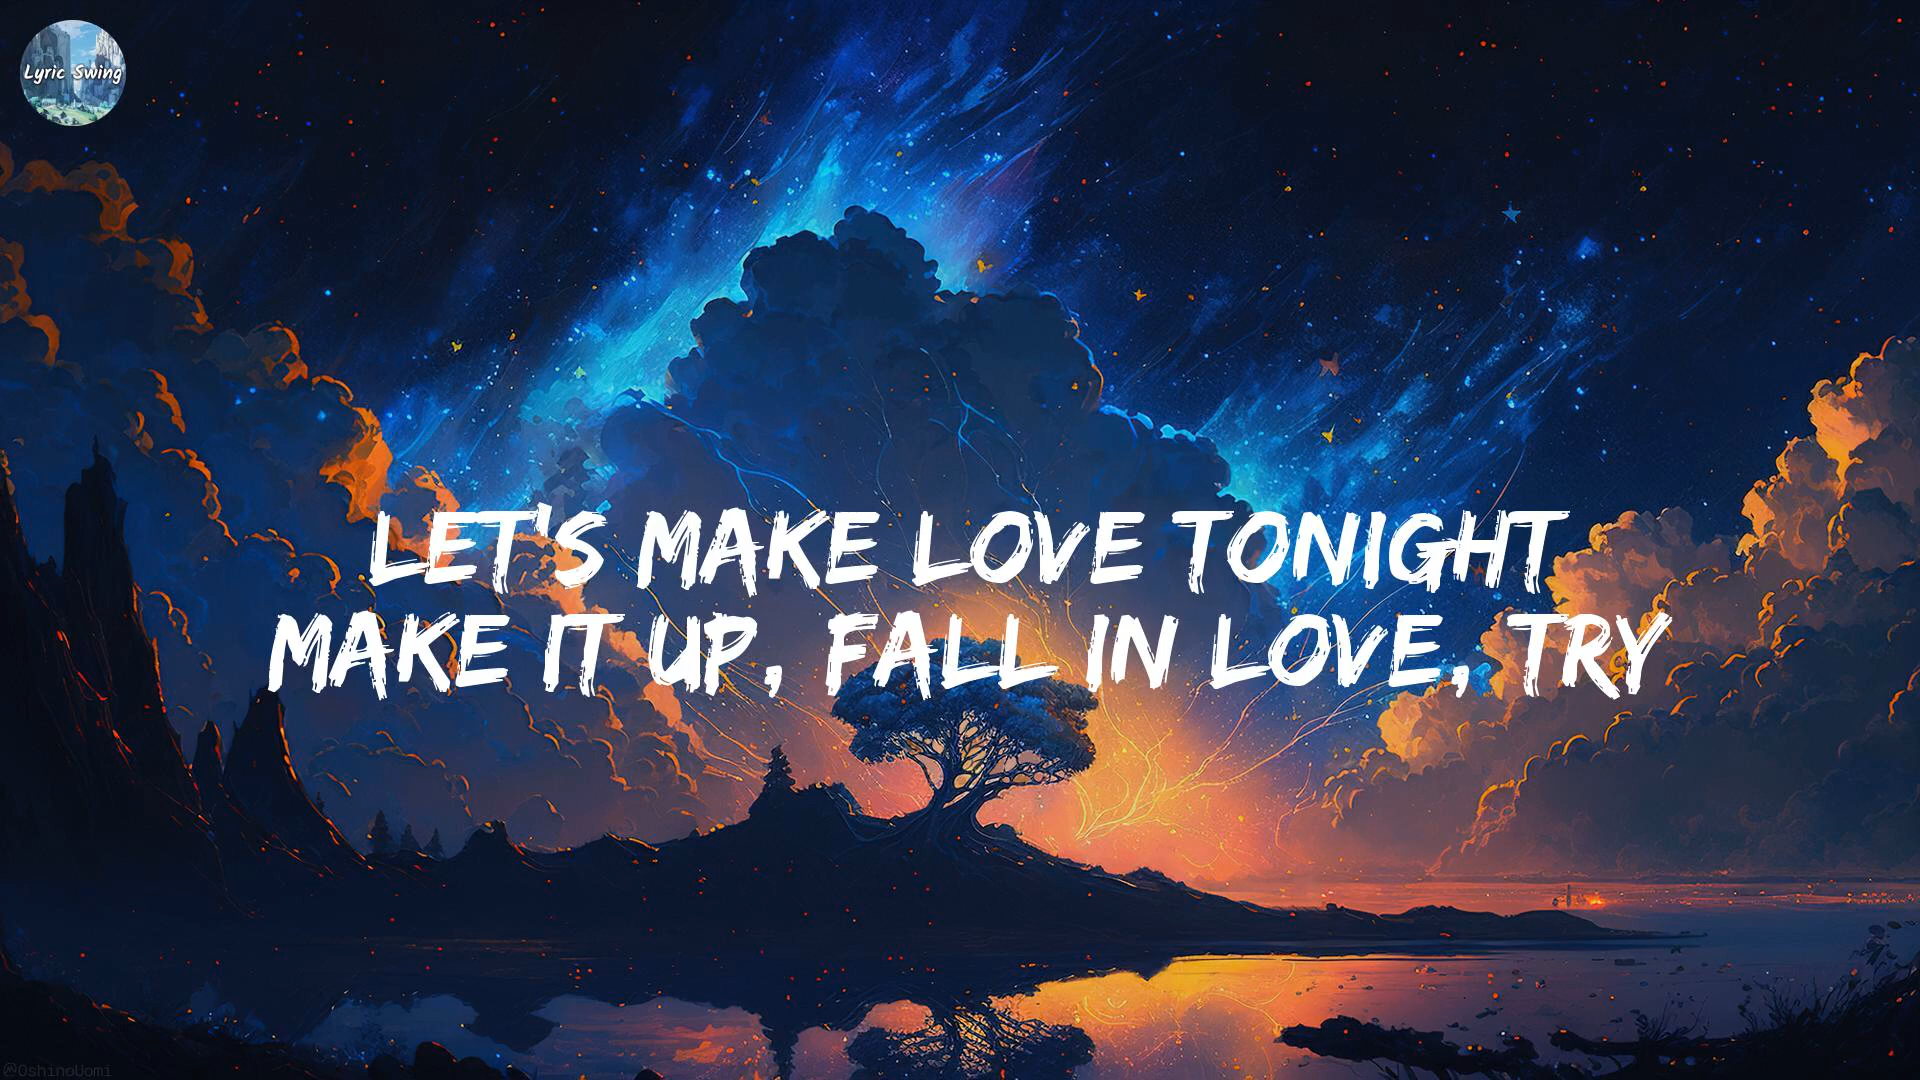 Lyric Swing
LET'S MAKE LOVE TONIGHT
MAKE IT UP, FALL IN LOVE, TRY
@OshinoUomi